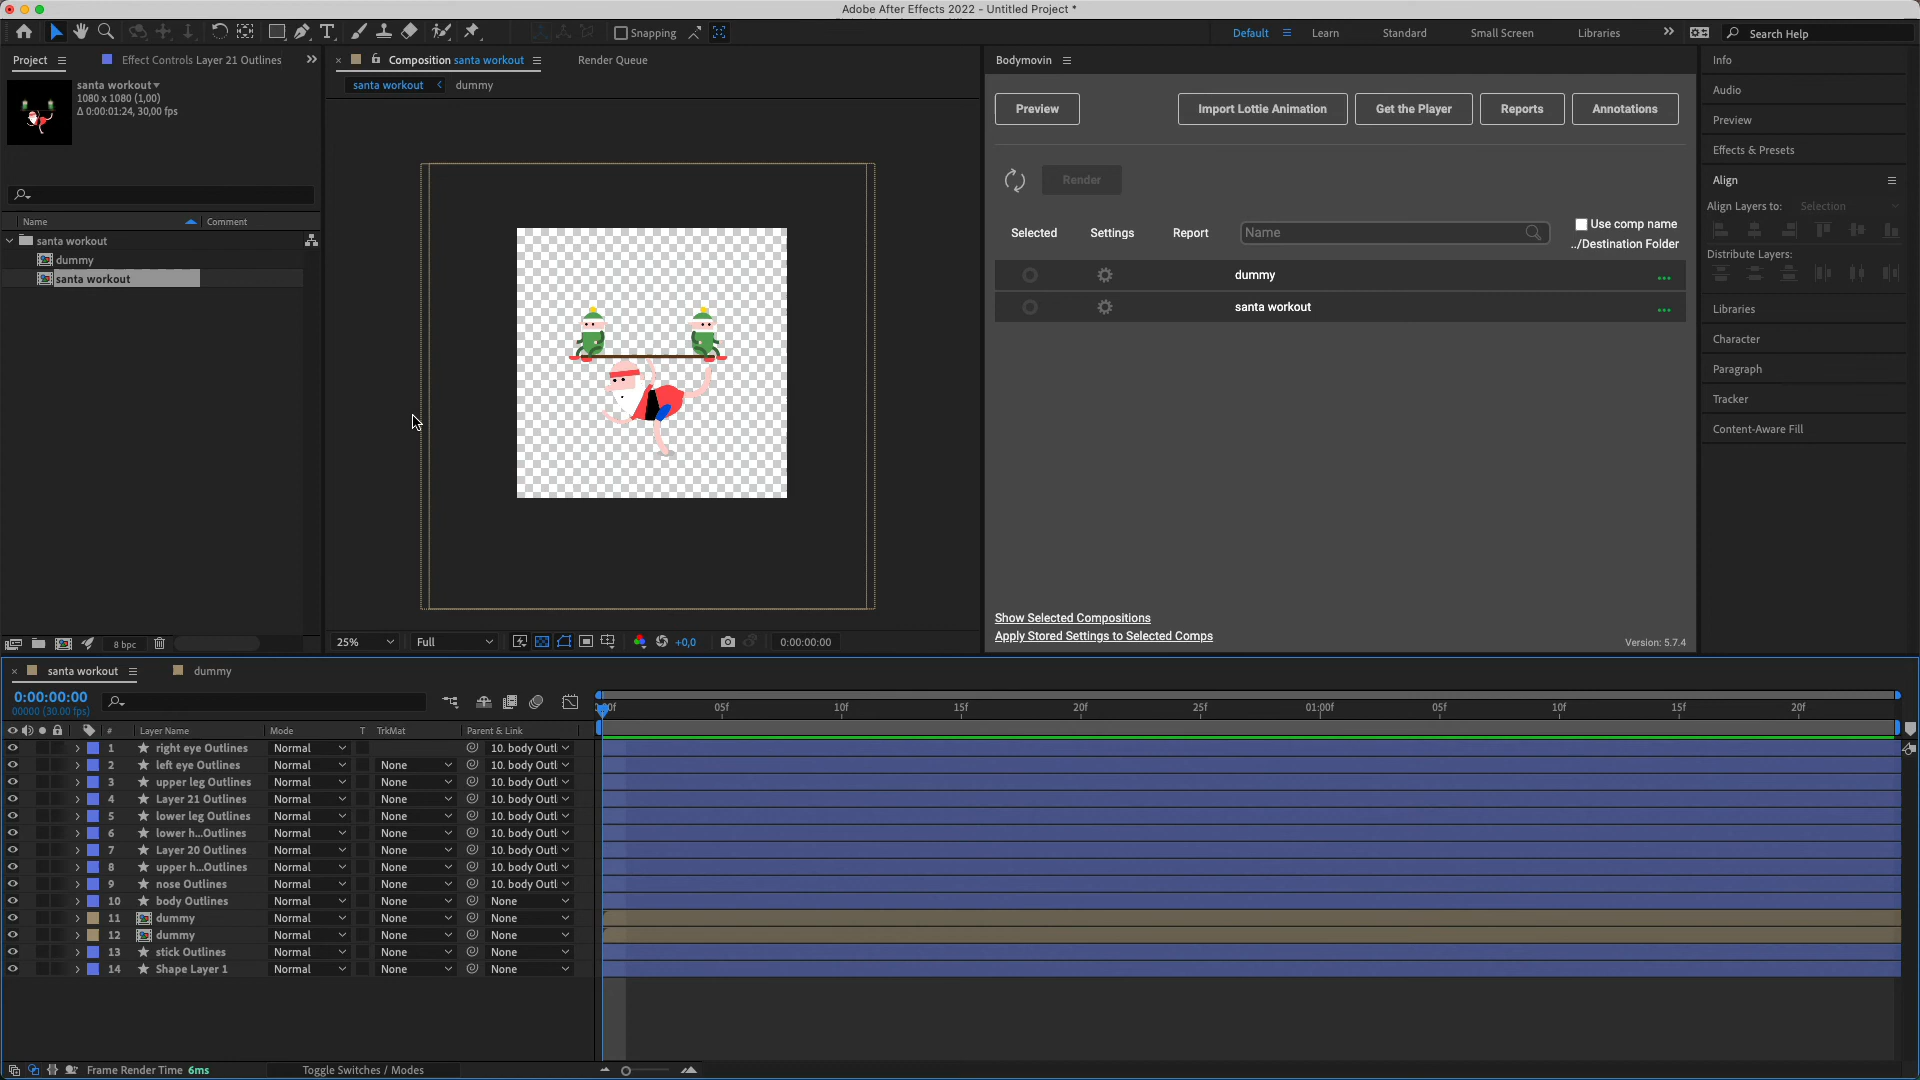 Adobe After Effects 2022 - Untitled Project *
Snapping
Default
Learn
Standard
Small Screen
Libraries
Search Help
Project
Effect Controls Layer 21 Outlines
Composition santa workout
Render Queue
santa workout
dummy
santa workout
1080 x 1080 (1,00)
Δ 0:00:01:24, 30,00 fps
Name
Comment
santa workout
dummy
santa workout
8 bpc
25%
Full
+0,0
0:00:00:00
Bodymovin
Preview
Import Lottie Animation
Get the Player
Reports
Annotations
Render
Selected
Settings
Report
Name
Use comp name
../Destination Folder
dummy
...
santa workout
...
Show Selected Compositions
Apply Stored Settings to Selected Comps
Version: 5.7.4
Info
Audio
Preview
Effects & Presets
Align
Align Layers to:
Selection
Distribute Layers:
Libraries
Character
Paragraph
Tracker
Content-Aware Fill
santa workout
dummy
0:00:00:00
00000 (30.00 fps)
05f
10f
15f
20f
25f
01:00f
05f
10f
15f
20f
# Layer Name Mode T TrkMat Parent & Link
1 right eye Outlines Normal 10. body Outl
2 left eye Outlines Normal None 10. body Outl
3 upper leg Outlines Normal None 10. body Outl
4 Layer 21 Outlines Normal None 10. body Outl
5 lower leg Outlines Normal None 10. body Outl
6 lower h...Outlines Normal None 10. body Outl
7 Layer 20 Outlines Normal None 10. body Outl
8 upper h...Outlines Normal None 10. body Outl
9 nose Outlines Normal None 10. body Outl
10 body Outlines Normal None None
11 dummy Normal None None
12 dummy Normal None None
13 stick Outlines Normal None None
14 Shape Layer 1 Normal None None
Frame Render Time 6ms
Toggle Switches / Modes